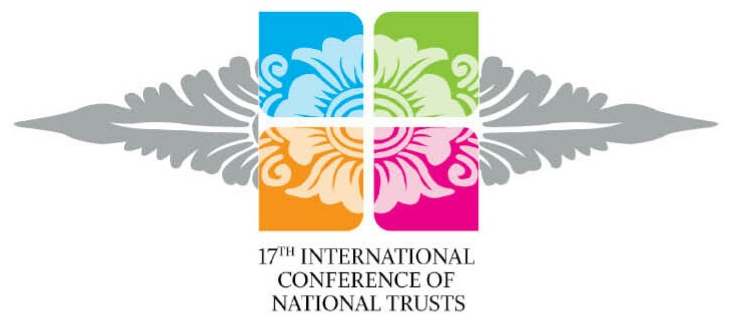 17TH INTERNATIONAL
CONFERENCE OF
NATIONAL TRUSTS